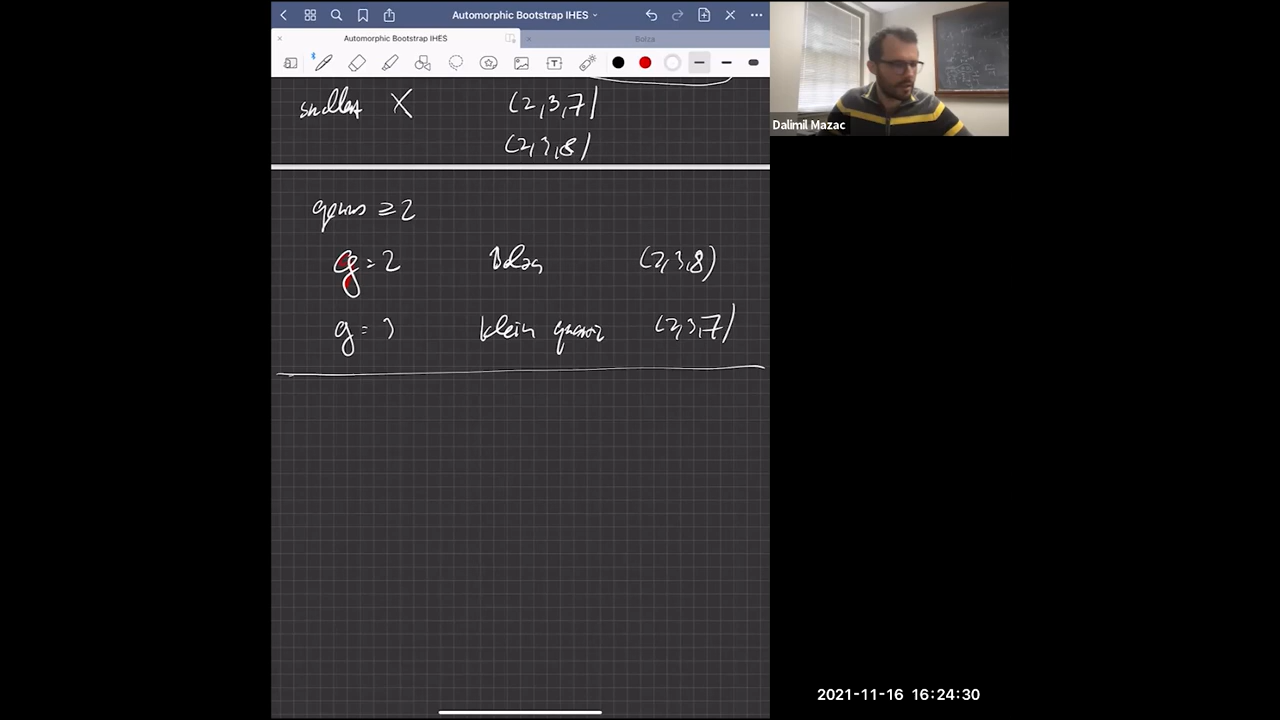 Automorphic Bootstrap IHES
Automorphic Bootstrap IHES
Bolza
smallest X (2,3,7)
(2,3,8)
genus ≥ 2
g = 2 Bolza (2,3,8)
g = 3 Klein quartic (2,3,7)
Dalimil Mazac
2021-11-16 16:24:30